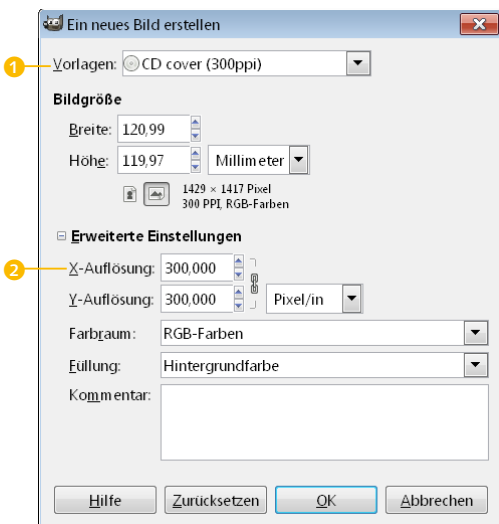 Ein neues Bild erstellen
1 Vorlagen: CD cover (300ppi)
Bildgröße
Breite: 120,99
Höhe: 119,97 Millimeter
1429 × 1417 Pixel
300 PPI, RGB-Farben
Erweiterte Einstellungen
2 X-Auflösung: 300,000
Y-Auflösung: 300,000 Pixel/in
Farbraum: RGB-Farben
Füllung: Hintergrundfarbe
Kommentar:
Hilfe Zurücksetzen OK Abbrechen